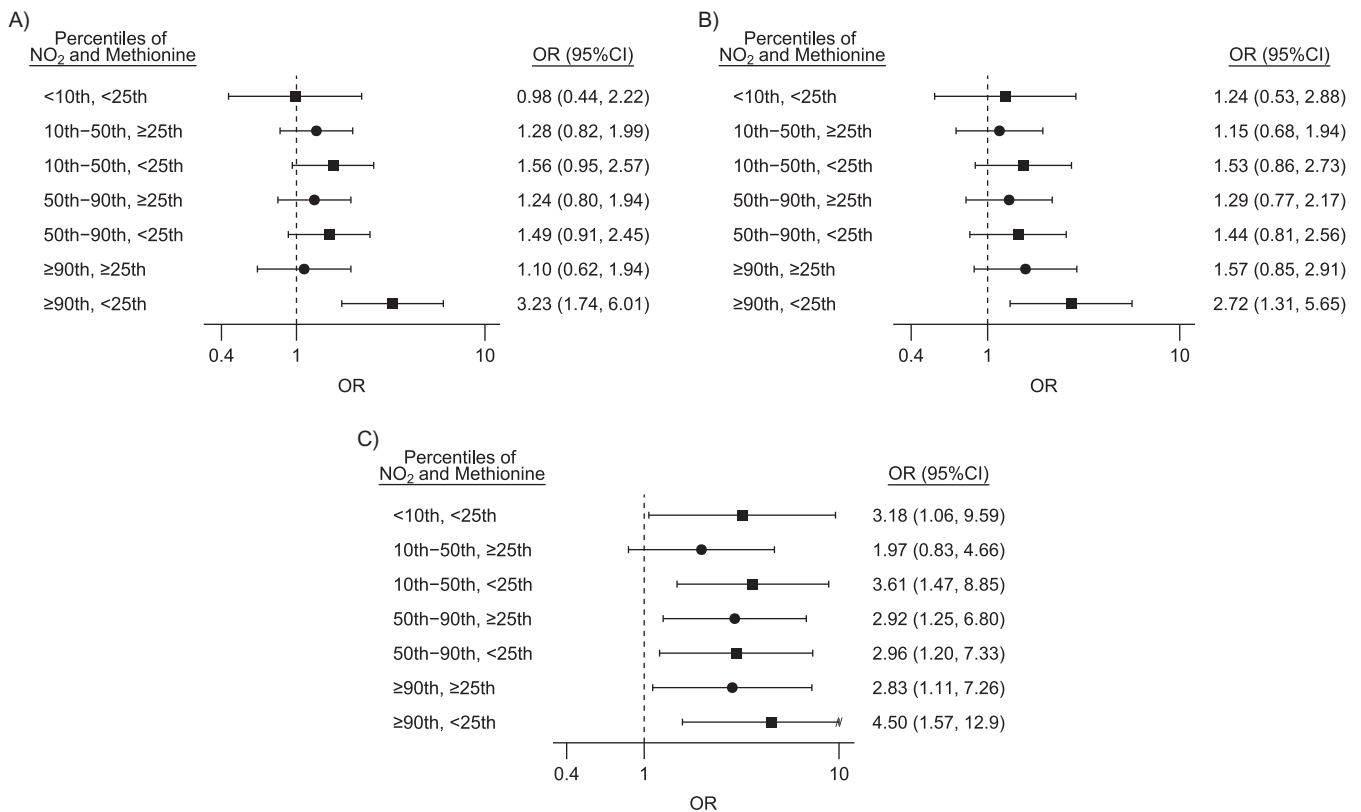 A)
Percentiles of
NO₂ and Methionine OR (95%CI)
<10th, <25th 0.98 (0.44, 2.22)
10th−50th, ≥25th 1.28 (0.82, 1.99)
10th−50th, <25th 1.56 (0.95, 2.57)
50th−90th, ≥25th 1.24 (0.80, 1.94)
50th−90th, <25th 1.49 (0.91, 2.45)
≥90th, ≥25th 1.10 (0.62, 1.94)
≥90th, <25th 3.23 (1.74, 6.01)
0.4 1 10
OR
B)
Percentiles of
NO₂ and Methionine OR (95%CI)
<10th, <25th 1.24 (0.53, 2.88)
10th−50th, ≥25th 1.15 (0.68, 1.94)
10th−50th, <25th 1.53 (0.86, 2.73)
50th−90th, ≥25th 1.29 (0.77, 2.17)
50th−90th, <25th 1.44 (0.81, 2.56)
≥90th, ≥25th 1.57 (0.85, 2.91)
≥90th, <25th 2.72 (1.31, 5.65)
0.4 1 10
OR
C)
Percentiles of
NO₂ and Methionine OR (95%CI)
<10th, <25th 3.18 (1.06, 9.59)
10th−50th, ≥25th 1.97 (0.83, 4.66)
10th−50th, <25th 3.61 (1.47, 8.85)
50th−90th, ≥25th 2.92 (1.25, 6.80)
50th−90th, <25th 2.96 (1.20, 7.33)
≥90th, ≥25th 2.83 (1.11, 7.26)
≥90th, <25th 4.50 (1.57, 12.9)
0.4 1 10
OR